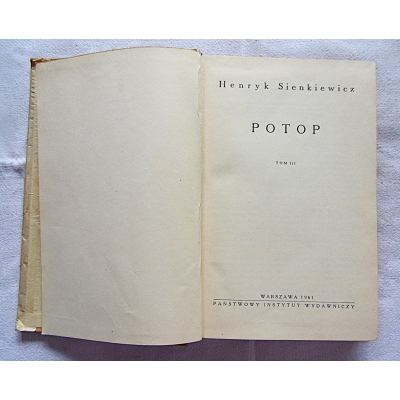 Henryk Sienkiewicz
POTOP
TOM III
WARSZAWA 1961
PAŃSTWOWY INSTYTUT WYDAWNICZY